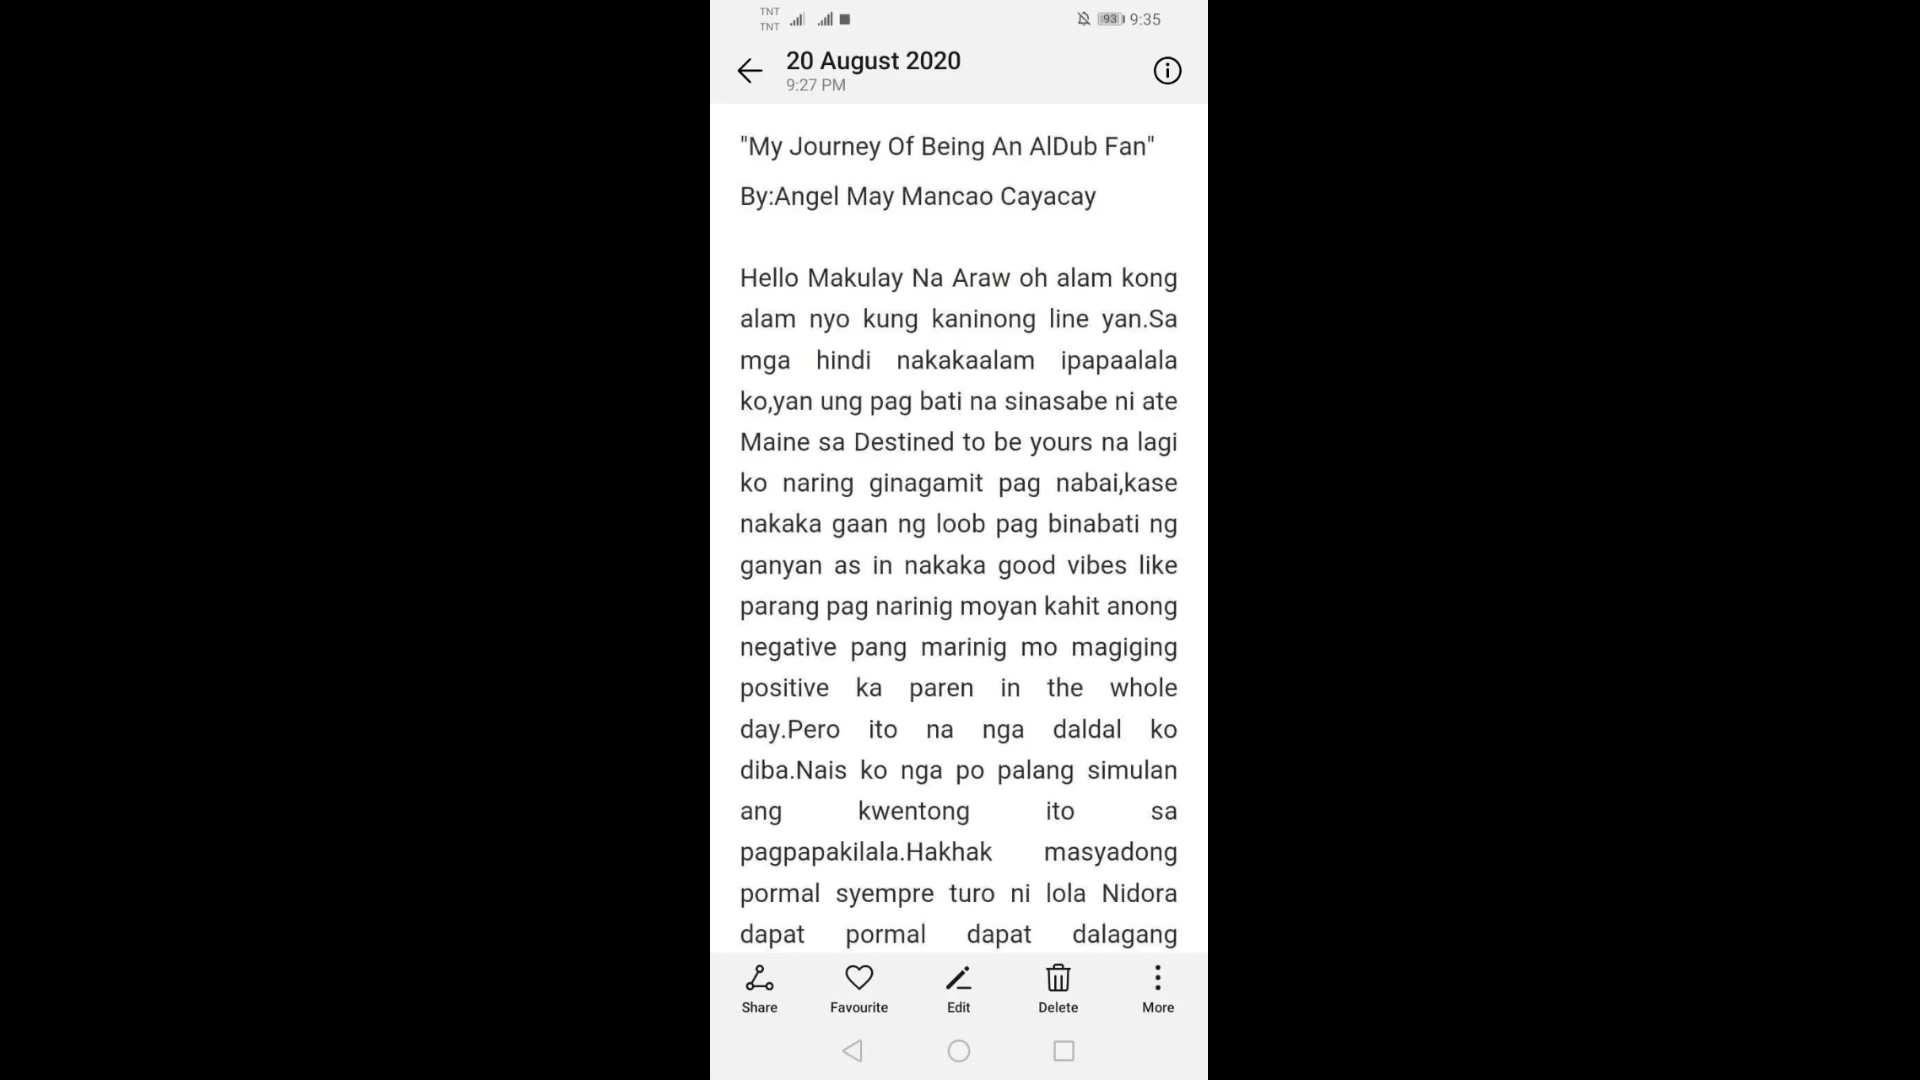 TNT
TNT
93 9:35
20 August 2020
9:27 PM
"My Journey Of Being An AlDub Fan"
By:Angel May Mancao Cayacay
Hello Makulay Na Araw oh alam kong
alam nyo kung kaninong line yan.Sa
mga hindi nakakaalam ipapaalala
ko,yan ung pag bati na sinasabe ni ate
Maine sa Destined to be yours na lagi
ko naring ginagamit pag nabai,kase
nakaka gaan ng loob pag binabati ng
ganyan as in nakaka good vibes like
parang pag narinig moyan kahit anong
negative pang marinig mo magiging
positive ka paren in the whole
day.Pero ito na nga daldal ko
diba.Nais ko nga po palang simulan
ang kwentong ito sa
pagpapakilala.Hakhak masyadong
pormal syempre turo ni lola Nidora
dapat pormal dapat dalagang
Share Favourite Edit Delete More